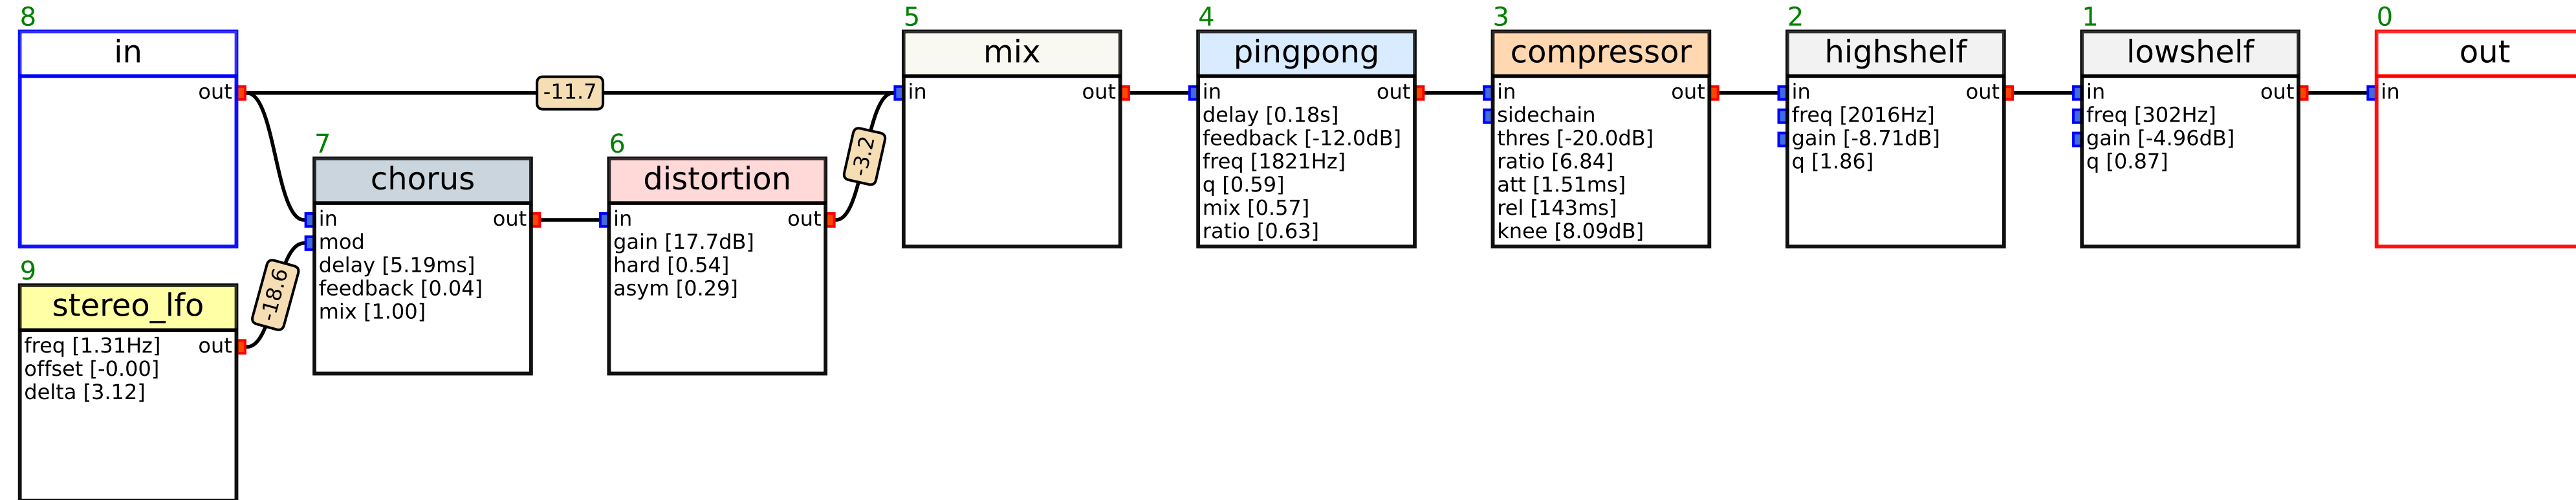 8
in
out
9
stereo_lfo
freq [1.31Hz]
out
offset [-0.00]
delta [3.12]
-18.6
-11.7
7
chorus
in
out
mod
delay [5.19ms]
feedback [0.04]
mix [1.00]
6
distortion
in
out
gain [17.7dB]
hard [0.54]
asym [0.29]
-3.2
5
mix
in
out
4
pingpong
in
out
delay [0.18s]
feedback [-12.0dB]
freq [1821Hz]
q [0.59]
mix [0.57]
ratio [0.63]
3
compressor
in
out
sidechain
thres [-20.0dB]
ratio [6.84]
att [1.51ms]
rel [143ms]
knee [8.09dB]
2
highshelf
in
out
freq [2016Hz]
gain [-8.71dB]
q [1.86]
1
lowshelf
in
out
freq [302Hz]
gain [-4.96dB]
q [0.87]
0
out
in